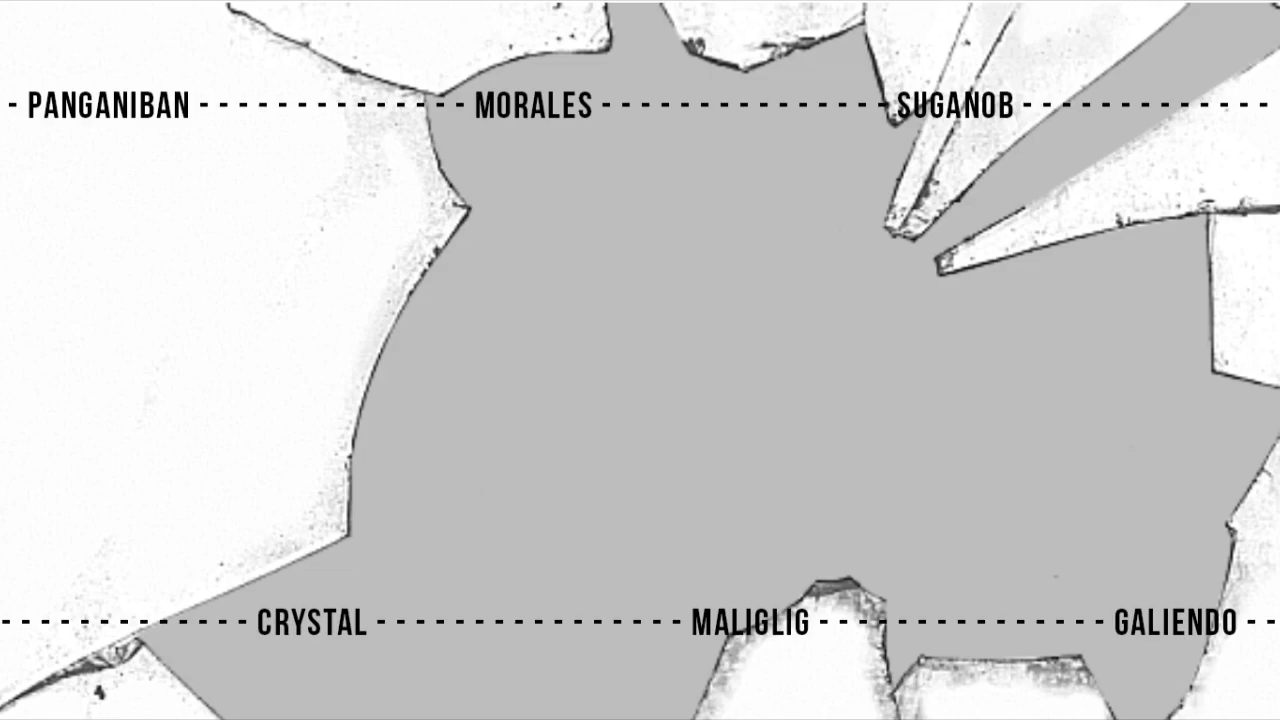 - PANGANIBAN - - - - - - - - - - - - - - - - - - - MORALES - - - - - - - - - - - - - - - - - - - - SUGANOB - - - - - - - - - - - - - - - - - -
- - - - - - - - - - - - - - - - - CRYSTAL - - - - - - - - - - - - - - - - - - - - - - - MALIGLIG - - - - - - - - - - - - - - - - - - - - - - - GALIENDO - -